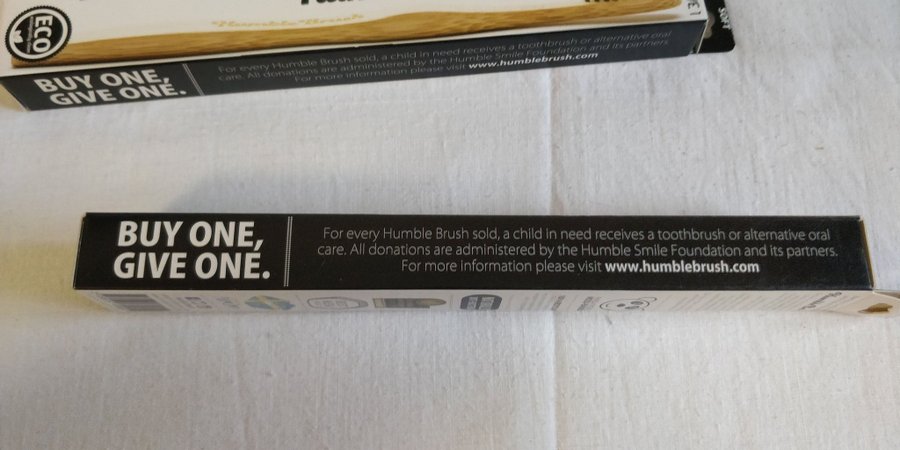 Humble Brush
ECO
SOFT
BUY ONE,
GIVE ONE.
For every Humble Brush sold, a child in need receives a toothbrush or alternative oral
care. All donations are administered by the Humble Smile Foundation and its partners.
For more information please visit www.humblebrush.com
BUY ONE,
GIVE ONE.
For every Humble Brush sold, a child in need receives a toothbrush or alternative oral
care. All donations are administered by the Humble Smile Foundation and its partners.
For more information please visit www.humblebrush.com